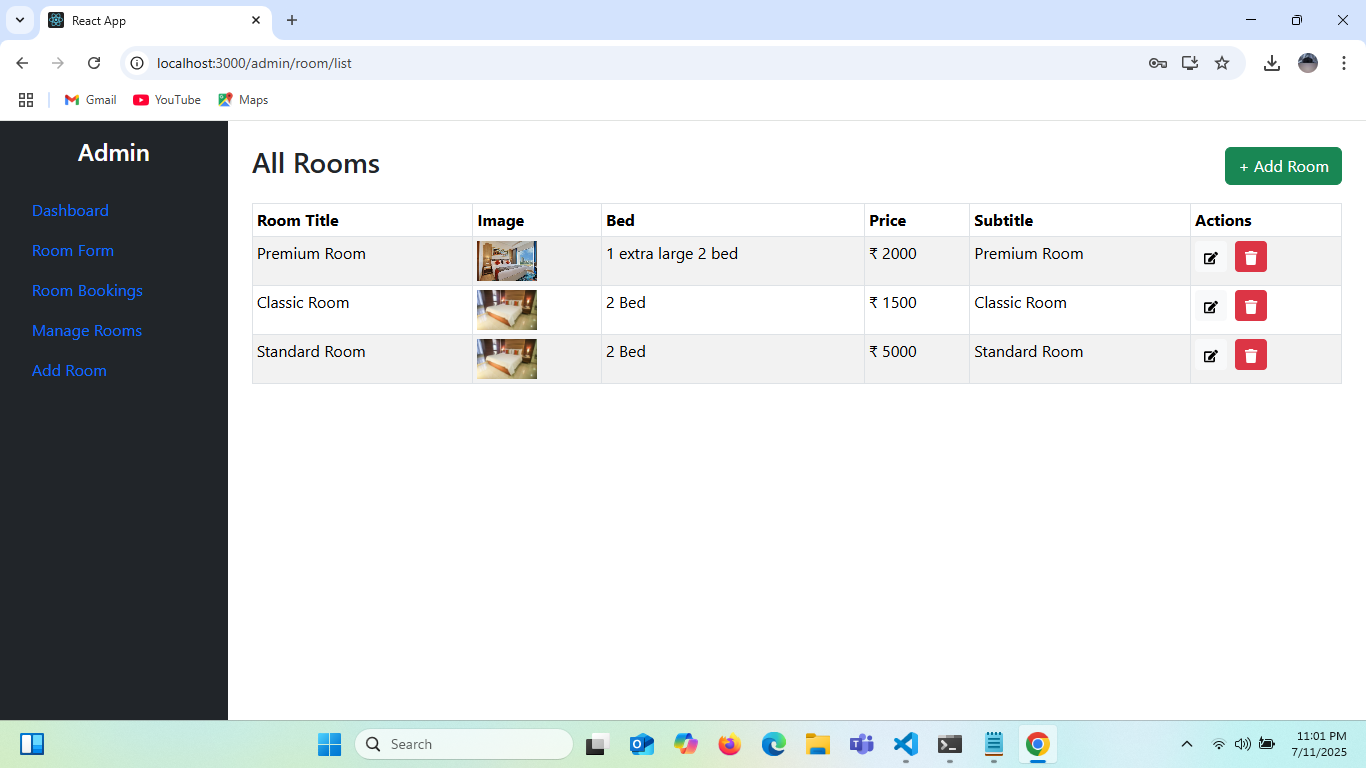 React App
localhost:3000/admin/room/list
Gmail YouTube Maps
Admin
Dashboard
Room Form
Room Bookings
Manage Rooms
Add Room
All Rooms
+ Add Room
Room Title Image Bed Price Subtitle Actions
Premium Room 1 extra large 2 bed ₹ 2000 Premium Room
Classic Room 2 Bed ₹ 1500 Classic Room
Standard Room 2 Bed ₹ 5000 Standard Room
Search
11:01 PM
7/11/2025